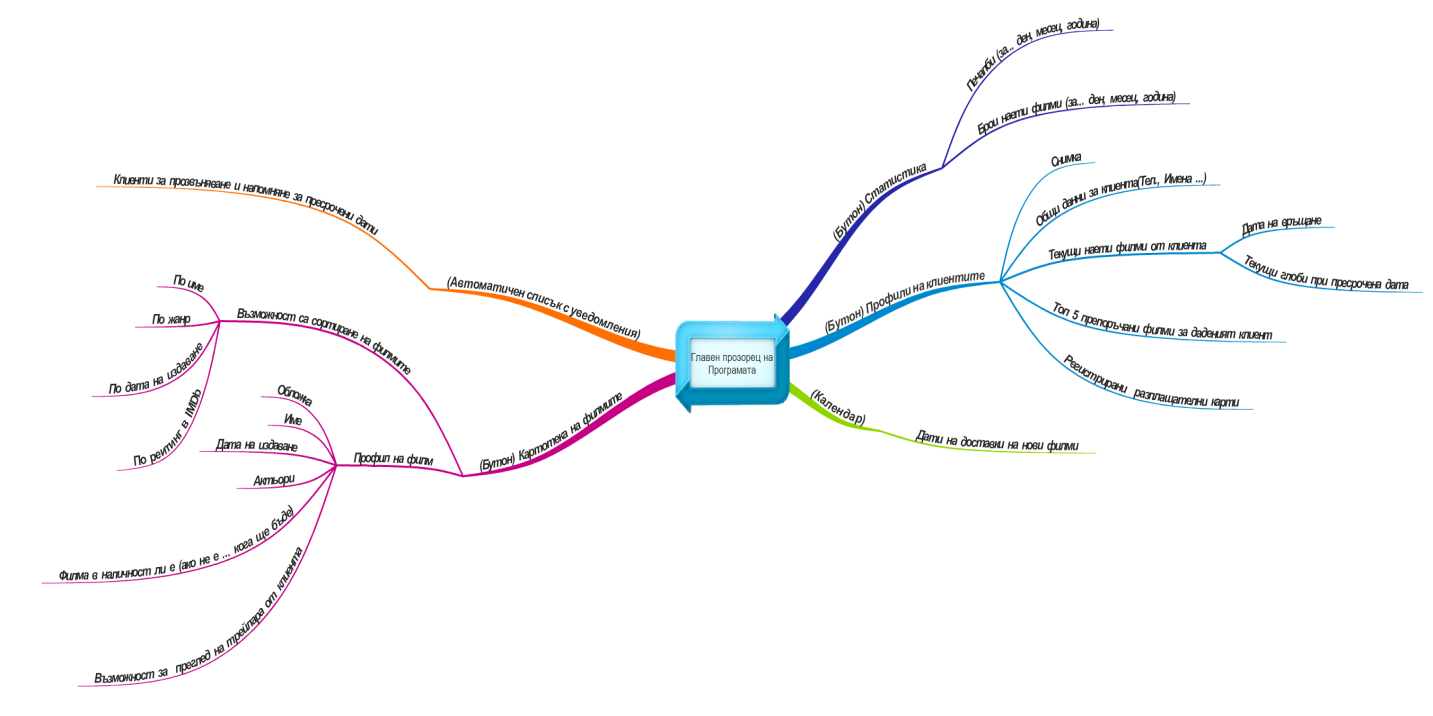 Главен прозорец на
Програмата
(Бутон) Статистика
Печалби (за... ден, месец, година)
Брои наети филми (за... ден, месец, година)
(Бутон) Профили на клиентите
Снимка
Общи данни за клиента(Тел., Имена ...)
Текущи наети филми от клиента
Дата на връщане
Текущи глоби при пресрочена дата
Топ 5 препоръчани филми за даденият клиент
Регистрирани разплащателни карти
(Календар)
Дати на доставки на нови филми
(Автоматичен списък с уведомления)
Клиенти за прозвъняване и напомняне за пресрочени дати
(Бутон) Картотека на филмите
Възможност са сортиране на филмите
По име
По жанр
По дата на издаване
По реитинг в IMDb
Профил на филм
Обложка
Име
Дата на издаване
Актьори
Филма в наличност ли е (ако не е ... кога ще бъде)
Възможност за преглед на трейлара от клиента